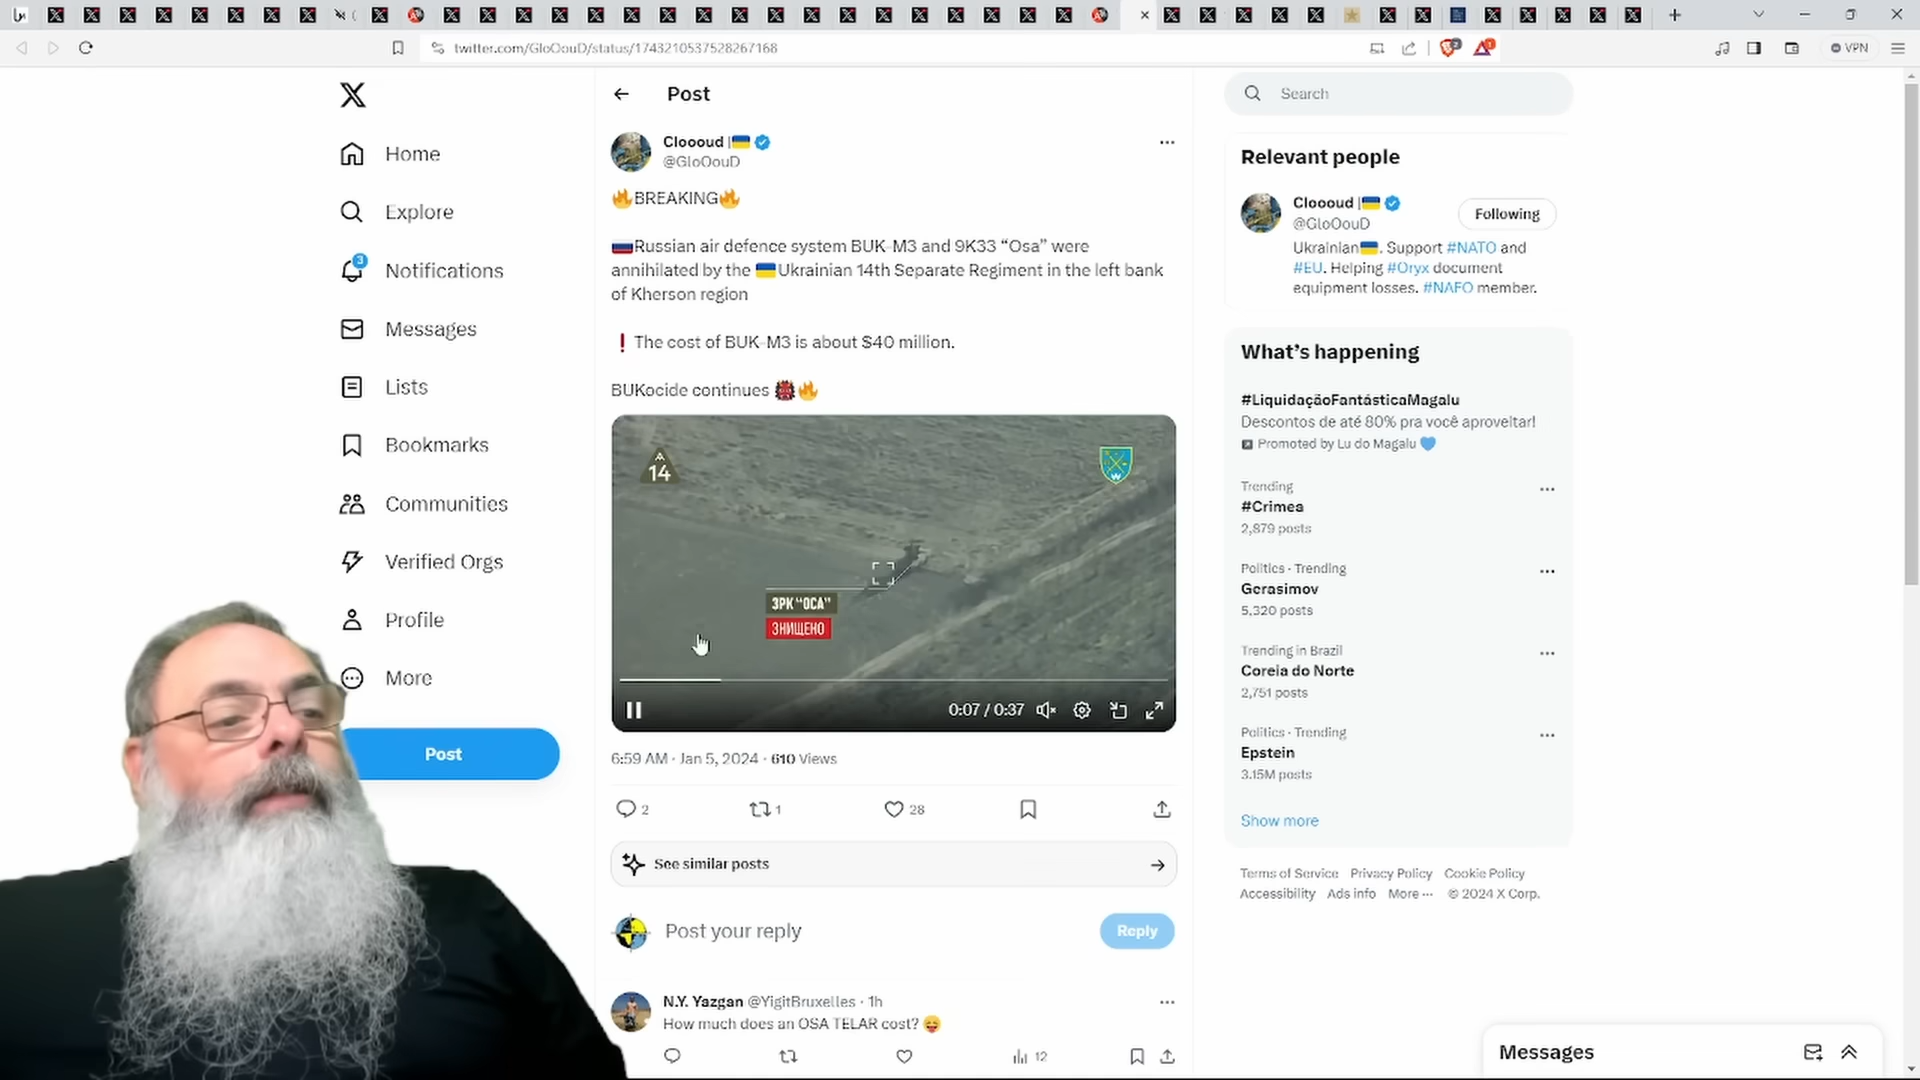 twitter.com/GloOouD/status/1743210537528267168
VPN
Home
Explore
3
Notifications
Messages
Lists
Bookmarks
Communities
Verified Orgs
Profile
More
Post
Post
Cloooud |🇺🇦
@GloOouD
🔥BREAKING🔥
🇷🇺Russian air defence system BUK-M3 and 9K33 “Osa” were
annihilated by the 🇺🇦Ukrainian 14th Separate Regiment in the left bank
of Kherson region
❗The cost of BUK-M3 is about $40 million.
BUKocide continues 👹🔥
14
ЗРК “ОСА”
ЗНИЩЕНО
0:07 / 0:37
6:59 AM · Jan 5, 2024 · 610 Views
2
1
28
See similar posts
Post your reply
Reply
N.Y. Yazgan @YigitBruxelles · 1h
How much does an OSA TELAR cost? 😝
12
Search
Relevant people
Cloooud |🇺🇦
@GloOouD
Following
Ukrainian🇺🇦. Support #NATO and
#EU. Helping #Oryx document
equipment losses. #NAFO member.
What’s happening
#LiquidaçãoFantásticaMagalu
Descontos de até 80% pra você aproveitar!
Promoted by Lu do Magalu 💙
Trending
#Crimea
2,879 posts
Politics · Trending
Gerasimov
5,320 posts
Trending in Brazil
Coreia do Norte
2,751 posts
Politics · Trending
Epstein
3.15M posts
Show more
Terms of Service Privacy Policy Cookie Policy
Accessibility Ads info More ··· © 2024 X Corp.
Messages